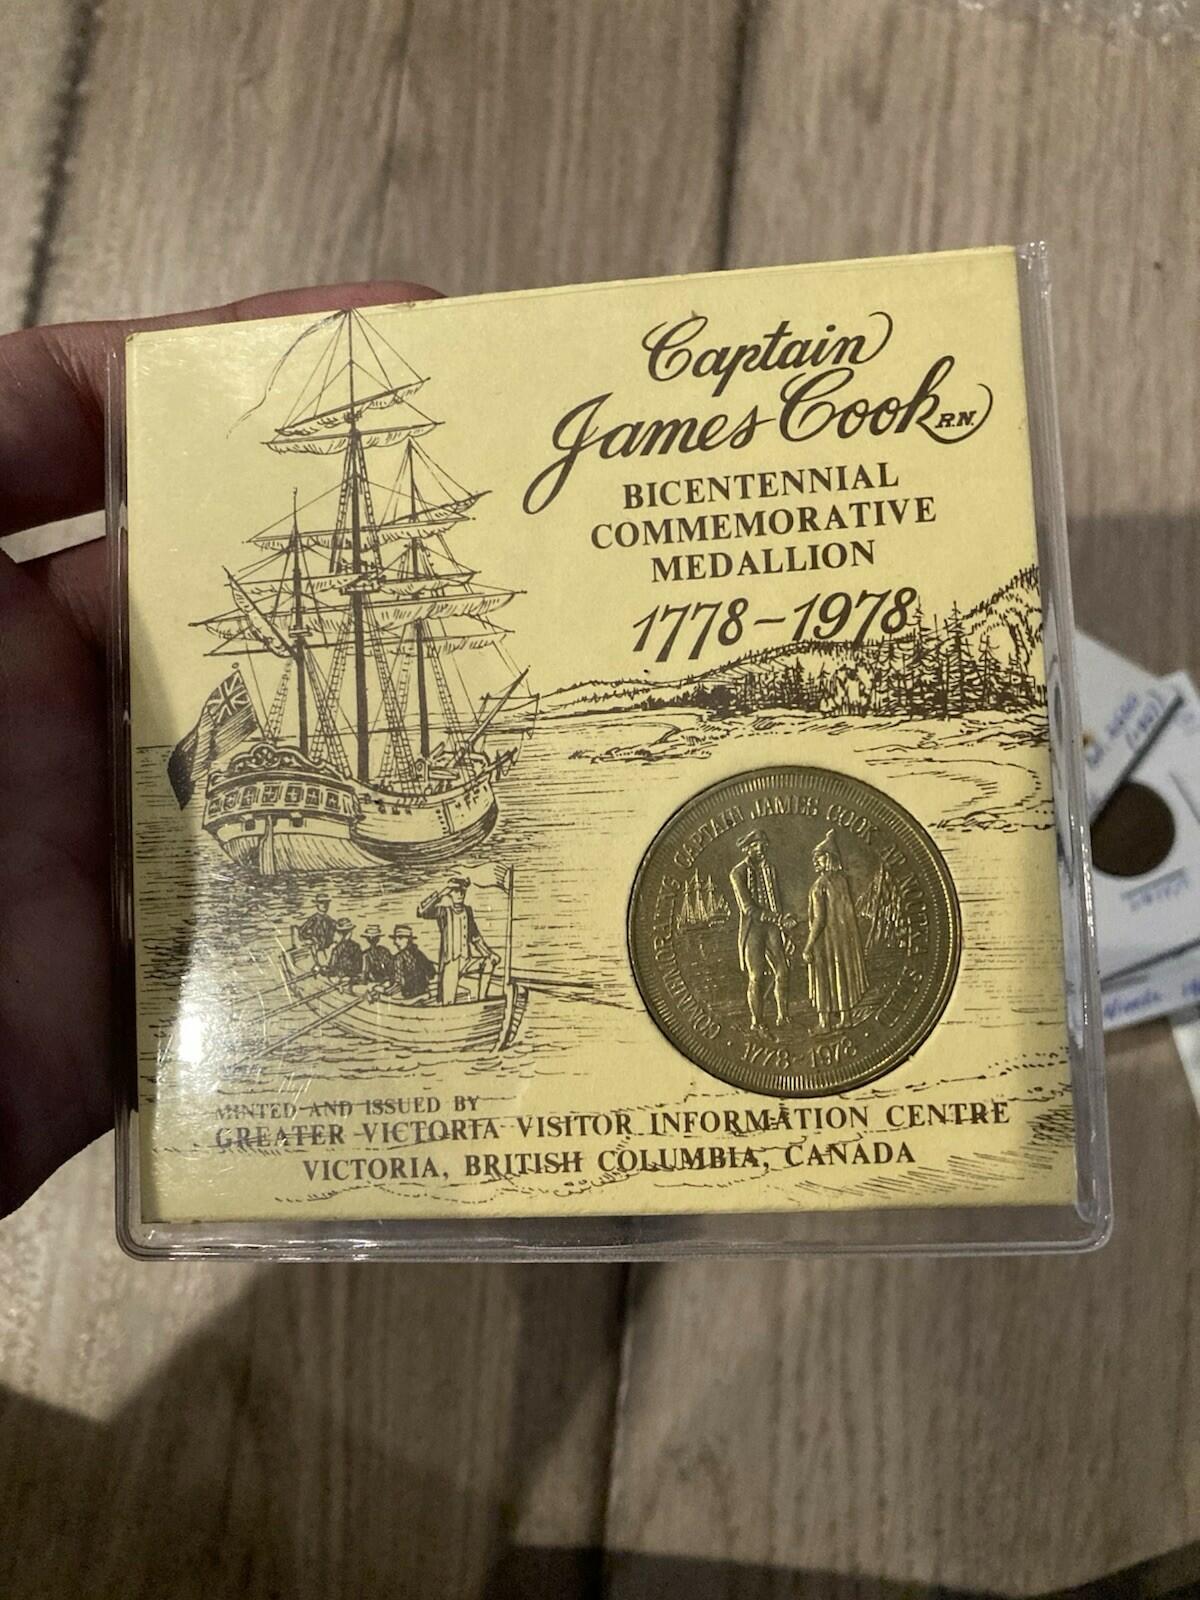 Captain
James Cook R.N.
BICENTENNIAL
COMMEMORATIVE
MEDALLION
1778-1978
COMMEMORATING CAPTAIN JAMES COOK AT NOOTKA SOUND
· 1778-1978 ·
MINTED AND ISSUED BY
GREATER VICTORIA VISITOR INFORMATION CENTRE
VICTORIA, BRITISH COLUMBIA, CANADA